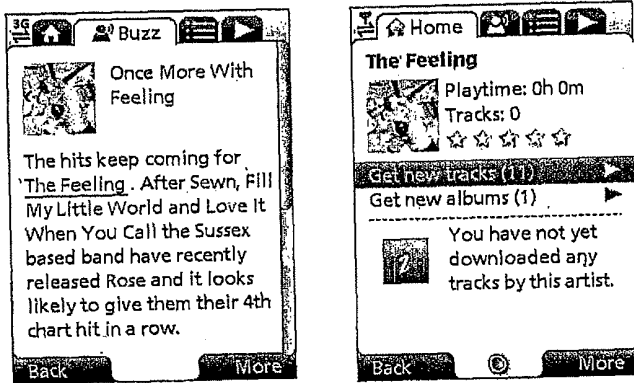 3G
Buzz
Once More With
Feeling
The hits keep coming for
The Feeling . After Sewn, Fill
My Little World and Love It
When You Call the Sussex
based band have recently
released Rose and it looks
likely to give them their 4th
chart hit in a row.
Back More
Home
The Feeling
Playtime: 0h 0m
Tracks: 0
Get new tracks (11)
Get new albums (1)
You have not yet
downloaded any
tracks by this artist.
Back More